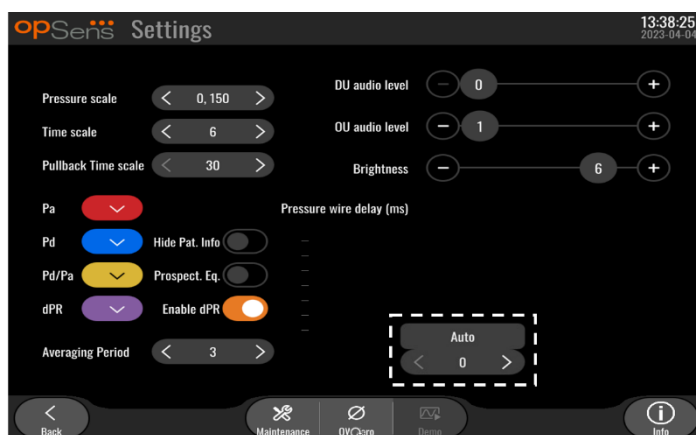 opSens Settings
13:38:25
2023-04-04
Pressure scale < 0, 150 >
DU audio level − 0 +
Time scale < 6 >
OU audio level − 1 +
Pullback Time scale < 30 >
Brightness − 6 +
Pa
Pressure wire delay (ms)
Pd
Hide Pat. Info
Pd/Pa
Prospect. Eq.
dPR
Enable dPR
Auto
Averaging Period < 3 >
< 0 >
Back
Maintenance
Demo
Info